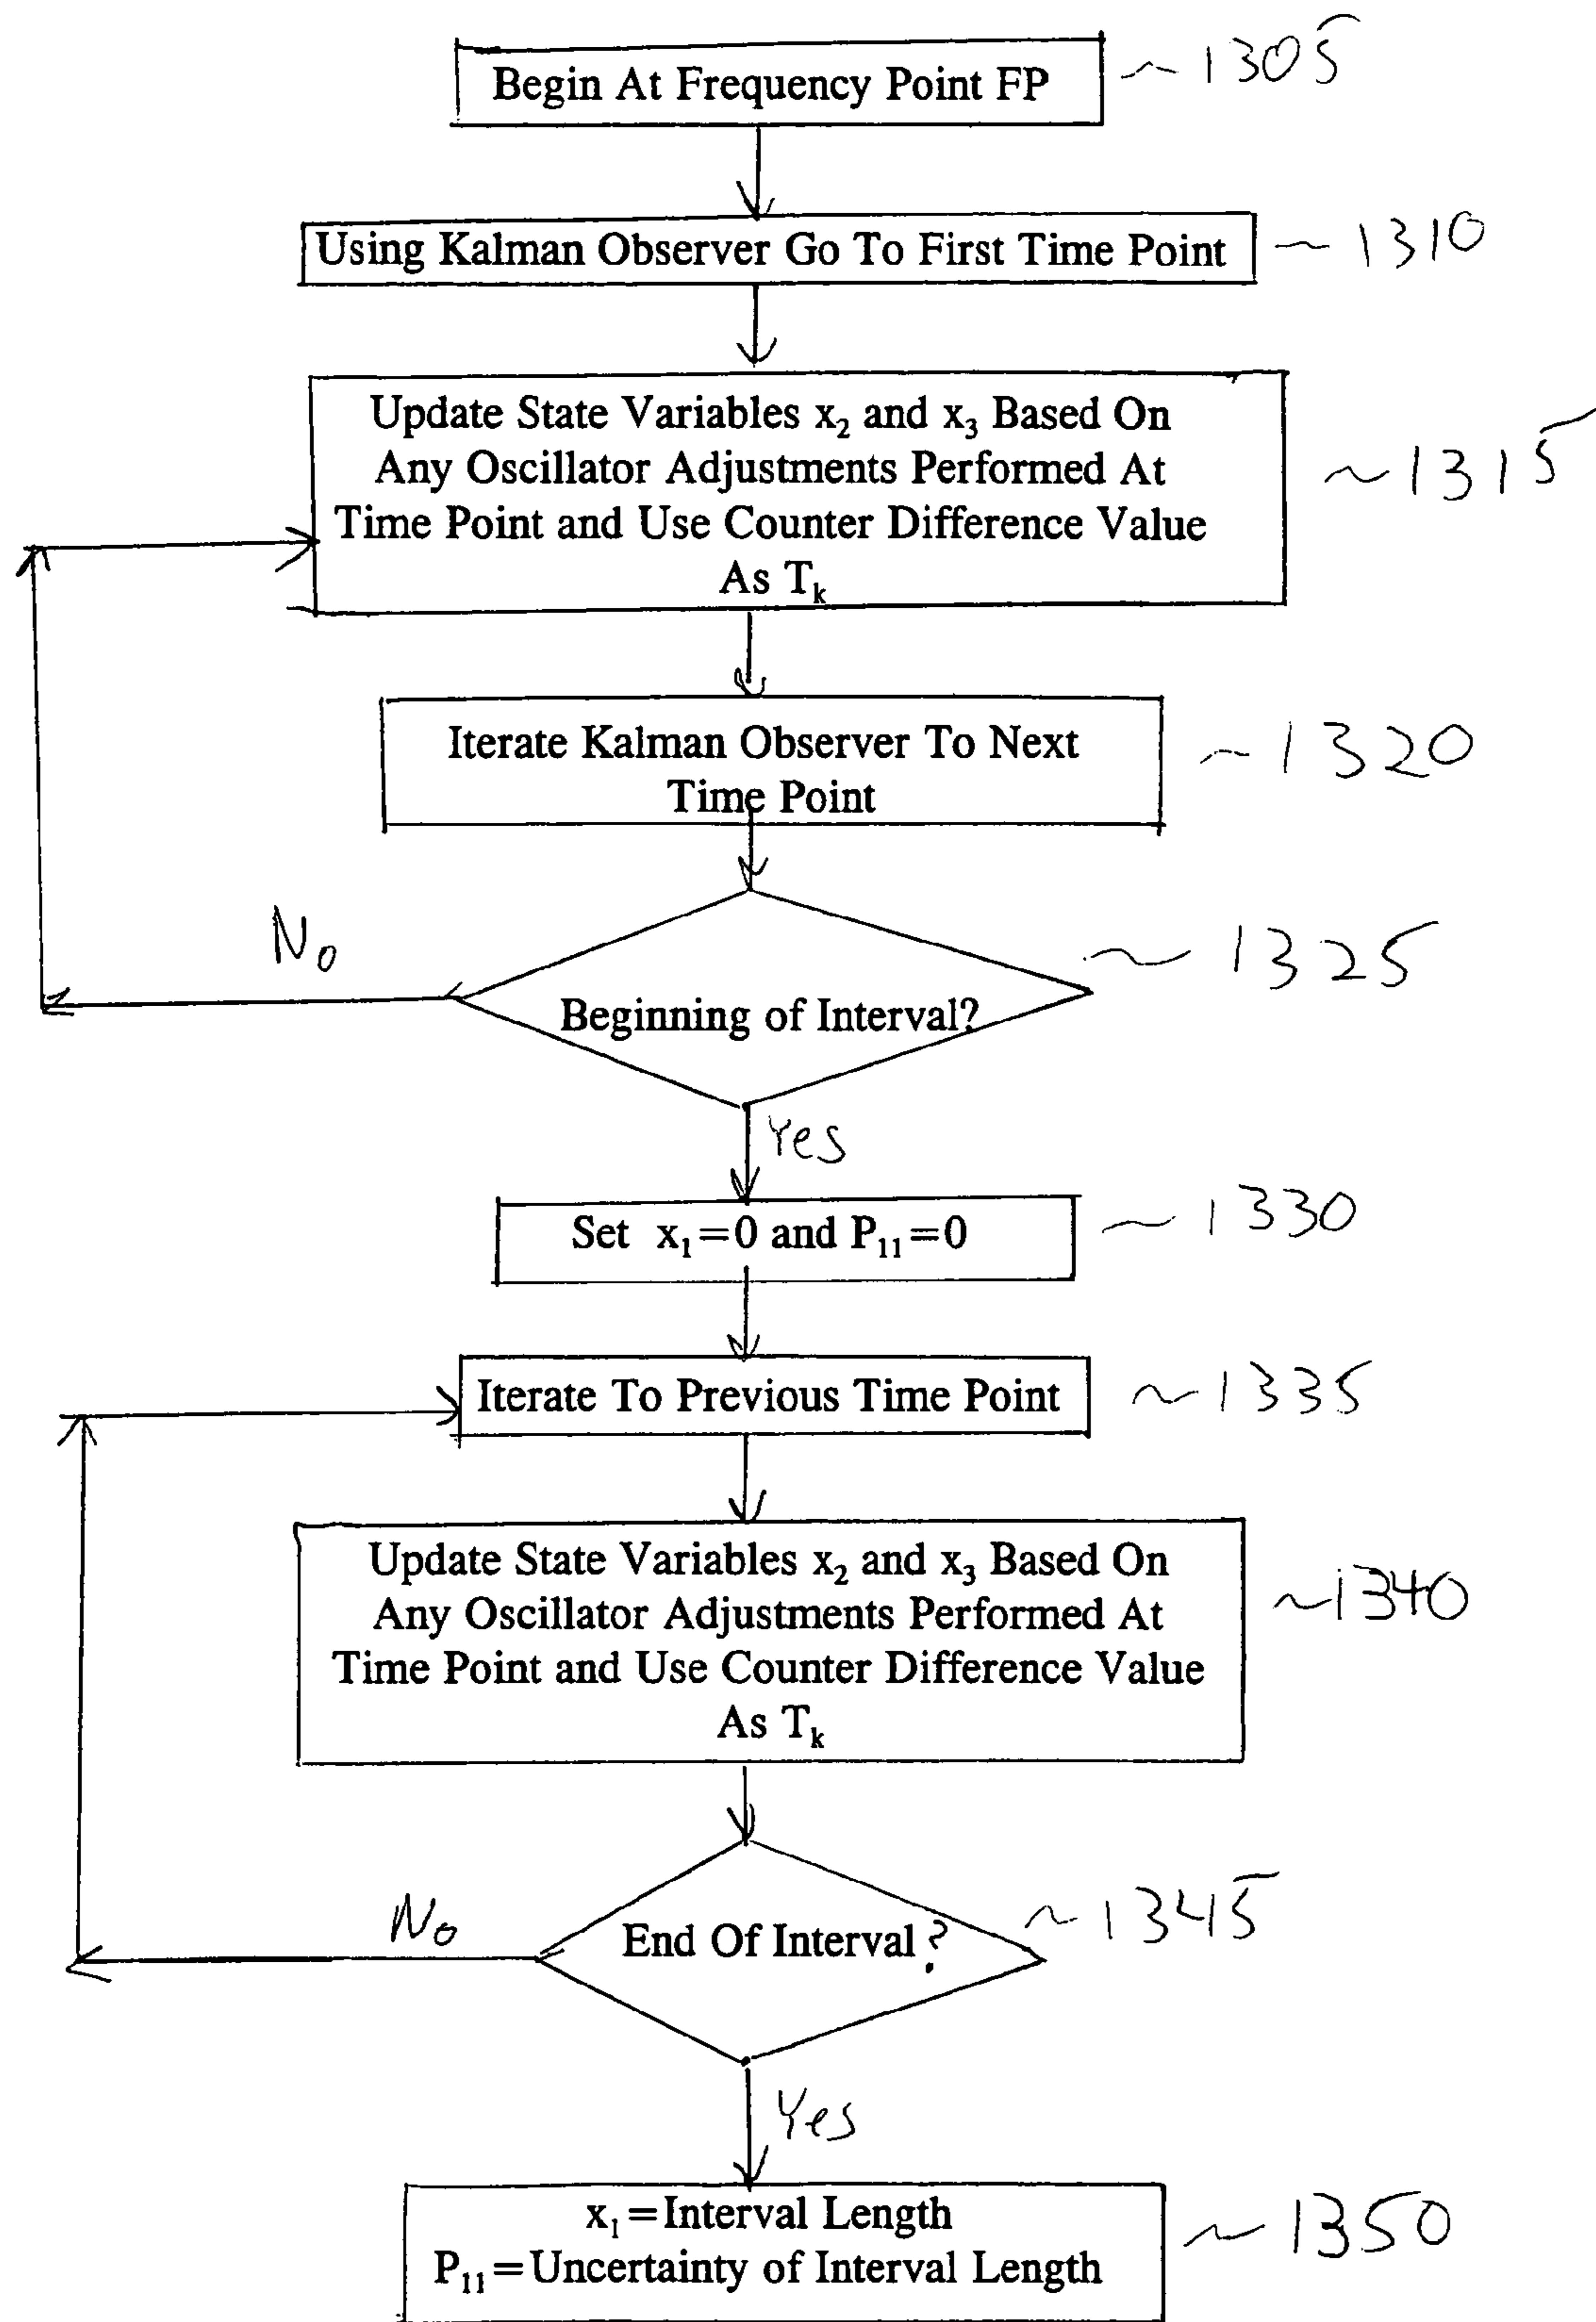 Begin At Frequency Point FP ~1305
Using Kalman Observer Go To First Time Point ~1310
Update State Variables x₂ and x₃ Based On
Any Oscillator Adjustments Performed At
Time Point and Use Counter Difference Value
As Tₖ
~1315
Iterate Kalman Observer To Next
Time Point
~1320
No
Beginning of Interval?
~1325
Yes
Set x₁=0 and P₁₁=0 ~1330
Iterate To Previous Time Point ~1335
Update State Variables x₂ and x₃ Based On
Any Oscillator Adjustments Performed At
Time Point and Use Counter Difference Value
As Tₖ
~1340
No
End Of Interval?
~1345
Yes
x₁=Interval Length
P₁₁=Uncertainty of Interval Length
~1350